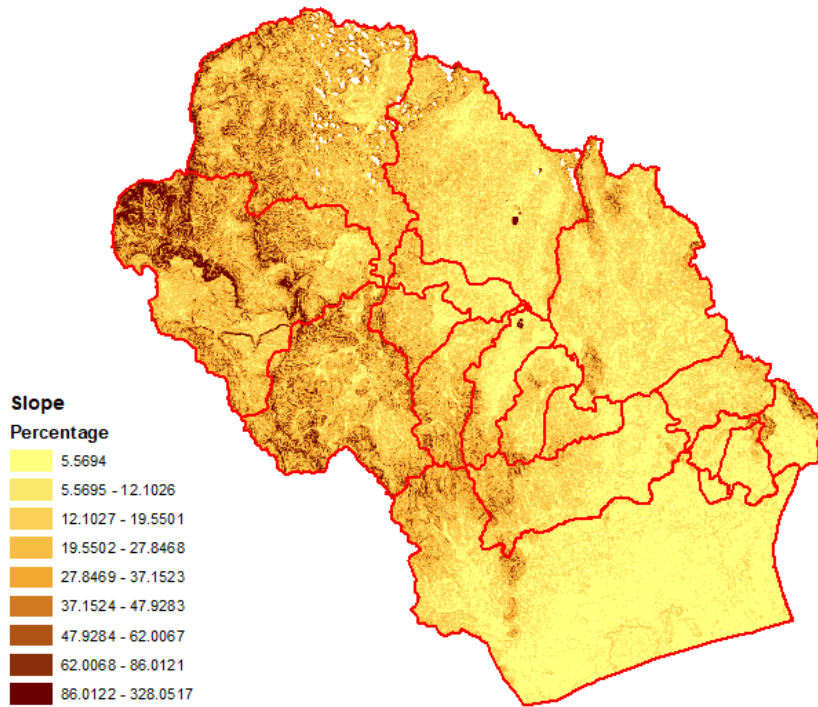 Slope
Percentage
5.5694
5.5695 - 12.1026
12.1027 - 19.5501
19.5502 - 27.8468
27.8469 - 37.1523
37.1524 - 47.9283
47.9284 - 62.0067
62.0068 - 86.0121
86.0122 - 328.0517